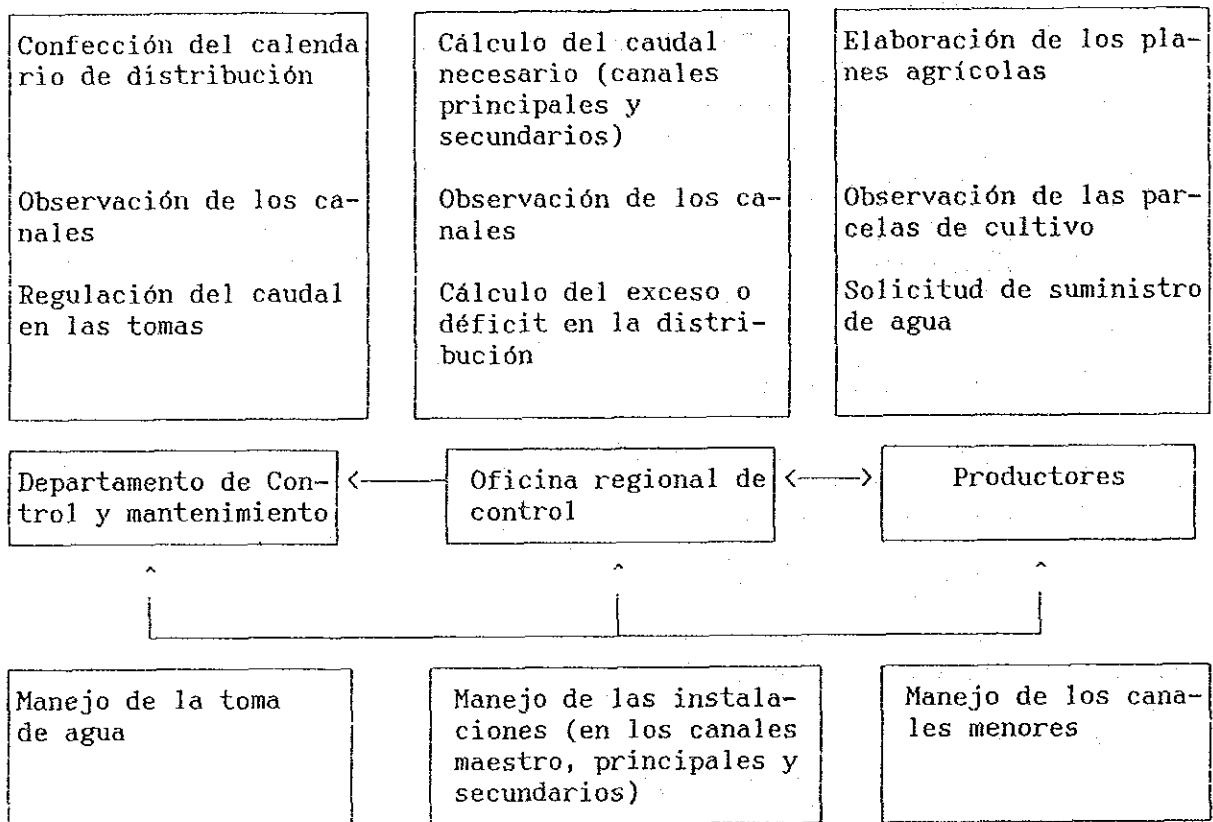 Confección del calenda
rio de distribución
Observación de los ca-
nales
Regulación del caudal
en las tomas
Cálculo del caudal
necesario (canales
principales y
secundarios)
Observación de los ca-
nales
Cálculo del exceso o
déficit en la distri-
bución
Elaboración de los pla-
nes agrícolas
Observación de las par-
celas de cultivo
Solicitud de suministro
de agua
Departamento de Con-
trol y mantenimiento
Oficina regional de
control
Productores
Manejo de la toma
de agua
Manejo de las instala-
ciones (en los canales
maestro, principales y
secundarios)
Manejo de los cana-
les menores